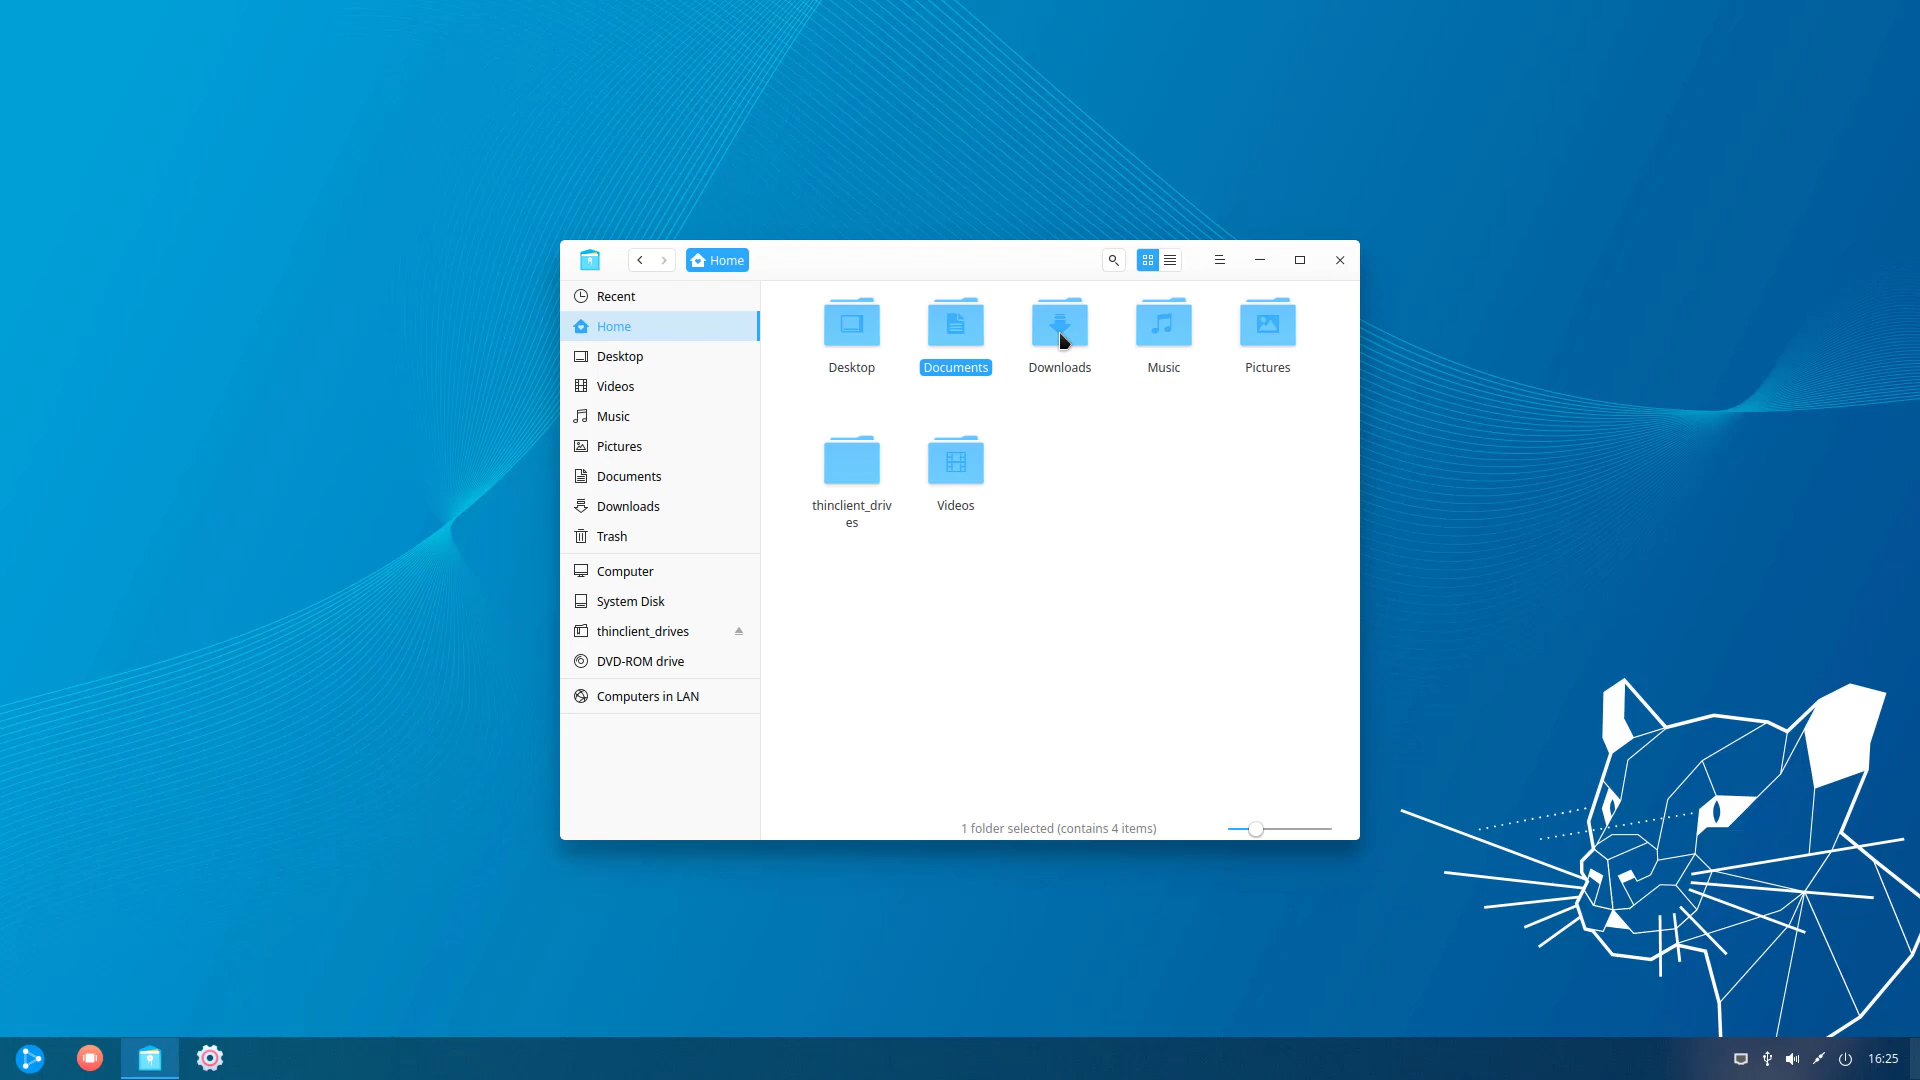 Home
Recent
Home
Desktop
Videos
Music
Pictures
Documents
Downloads
Trash
Computer
System Disk
thinclient_drives
DVD-ROM drive
Computers in LAN
Desktop
Documents
Downloads
Music
Pictures
thinclient_driv
es
Videos
1 folder selected (contains 4 items)
16:25